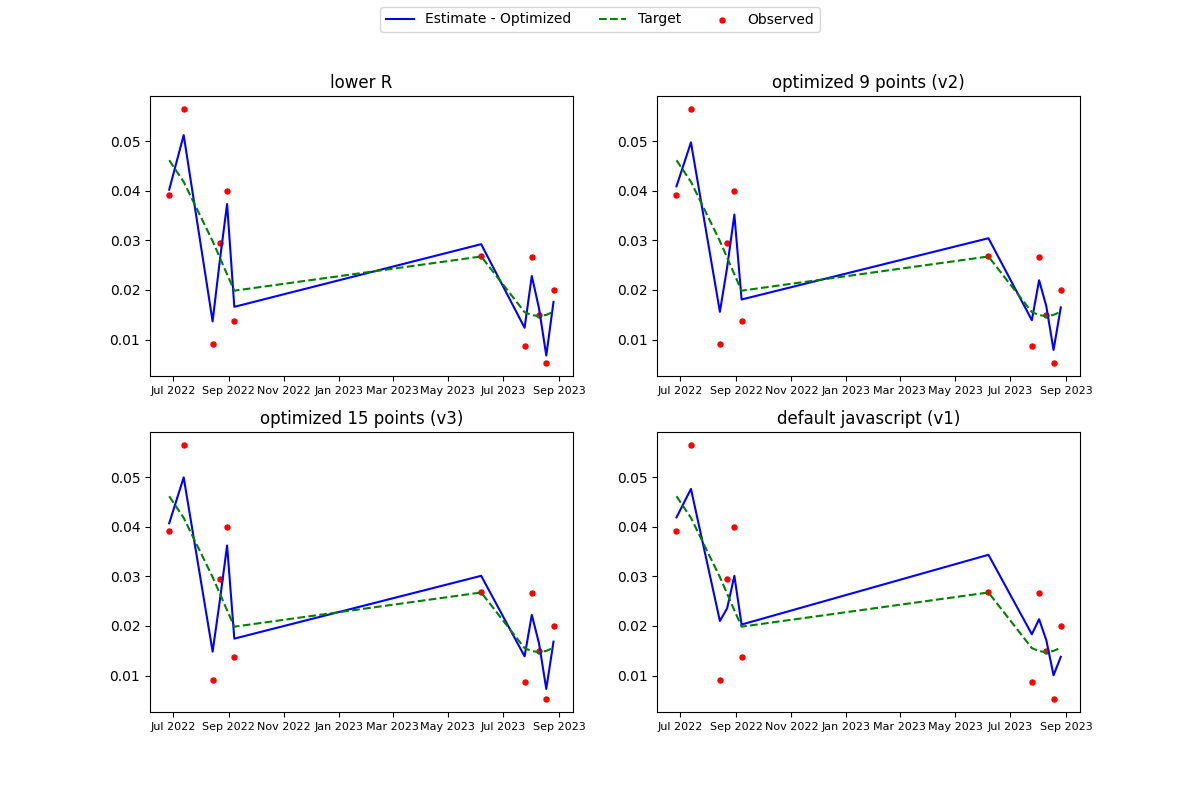 Estimate - Optimized Target Observed
lower R
0.05
0.04
0.03
0.02
0.01
Jul 2022 Sep 2022 Nov 2022 Jan 2023 Mar 2023 May 2023 Jul 2023 Sep 2023
optimized 9 points (v2)
0.05
0.04
0.03
0.02
0.01
Jul 2022 Sep 2022 Nov 2022 Jan 2023 Mar 2023 May 2023 Jul 2023 Sep 2023
optimized 15 points (v3)
0.05
0.04
0.03
0.02
0.01
Jul 2022 Sep 2022 Nov 2022 Jan 2023 Mar 2023 May 2023 Jul 2023 Sep 2023
default javascript (v1)
0.05
0.04
0.03
0.02
0.01
Jul 2022 Sep 2022 Nov 2022 Jan 2023 Mar 2023 May 2023 Jul 2023 Sep 2023